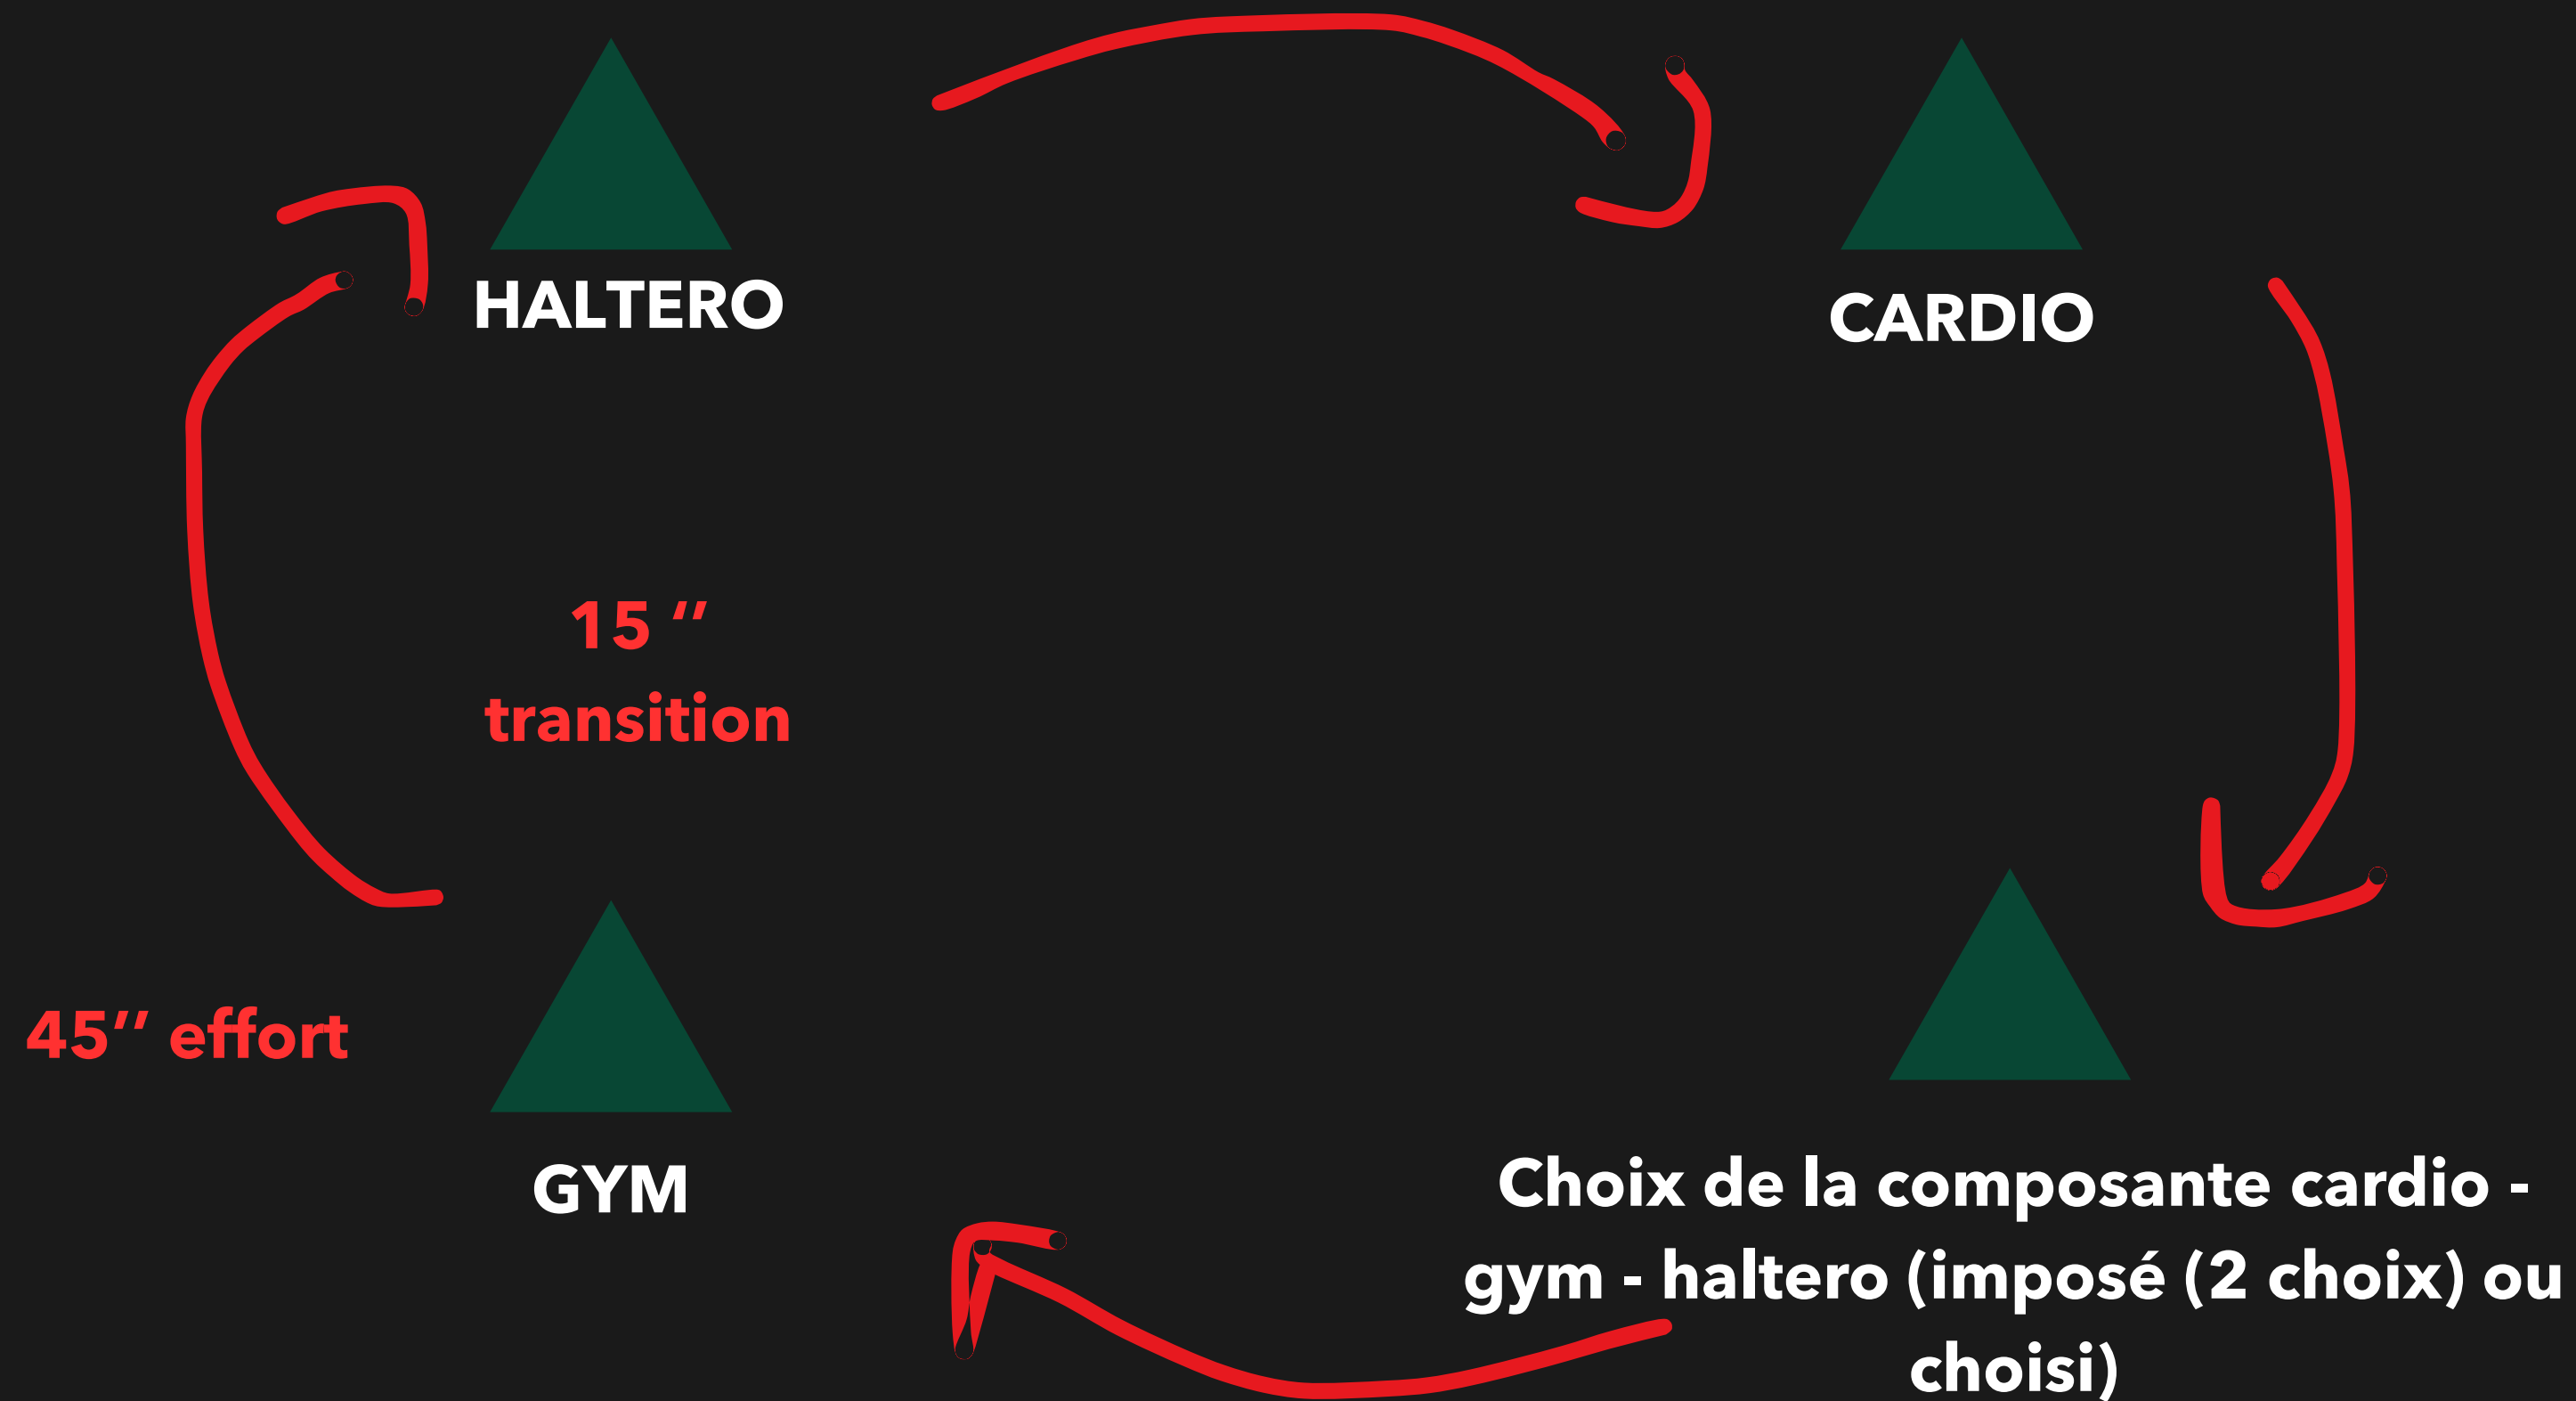 HALTERO
CARDIO
15 ‘’
transition
45’’ effort
GYM
Choix de la composante cardio -
gym - haltero (imposé (2 choix) ou
choisi)